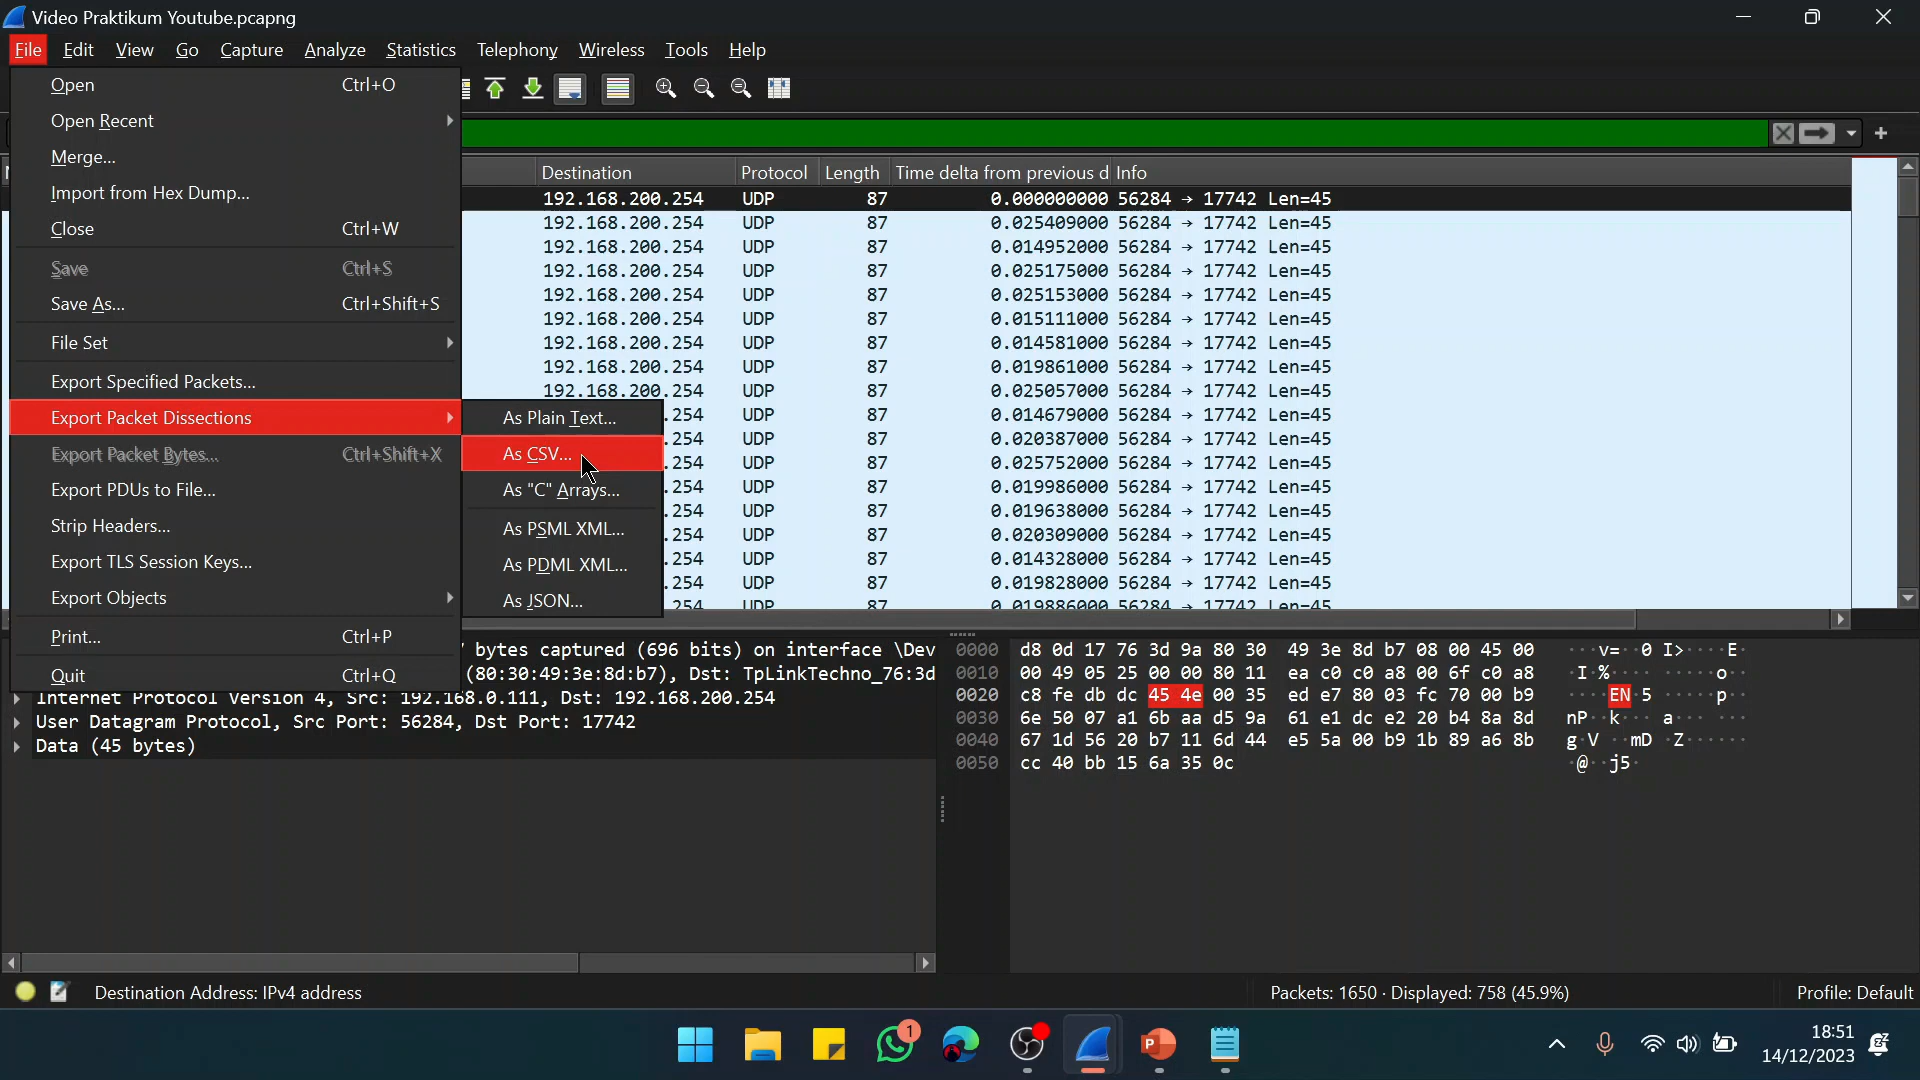 Video Praktikum Youtube.pcapng
File Edit View Go Capture Analyze Statistics Telephony Wireless Tools Help
Open Ctrl+O
Open Recent
Merge...
Import from Hex Dump...
Close Ctrl+W
Save Ctrl+S
Save As... Ctrl+Shift+S
File Set
Export Specified Packets...
Export Packet Dissections
Export Packet Bytes... Ctrl+Shift+X
Export PDUs to File...
Strip Headers...
Export TLS Session Keys...
Export Objects
Print... Ctrl+P
Quit Ctrl+Q
As Plain Text...
As CSV...
As "C" Arrays...
As PSML XML...
As PDML XML...
As JSON...
Destination Protocol Length Time delta from previous d Info
192.168.200.254 UDP 87 0.000000000 56284 → 17742 Len=45
192.168.200.254 UDP 87 0.025409000 56284 → 17742 Len=45
192.168.200.254 UDP 87 0.014952000 56284 → 17742 Len=45
192.168.200.254 UDP 87 0.025175000 56284 → 17742 Len=45
192.168.200.254 UDP 87 0.025153000 56284 → 17742 Len=45
192.168.200.254 UDP 87 0.015111000 56284 → 17742 Len=45
192.168.200.254 UDP 87 0.014581000 56284 → 17742 Len=45
192.168.200.254 UDP 87 0.019861000 56284 → 17742 Len=45
192.168.200.254 UDP 87 0.025057000 56284 → 17742 Len=45
.254 UDP 87 0.014679000 56284 → 17742 Len=45
.254 UDP 87 0.020387000 56284 → 17742 Len=45
.254 UDP 87 0.025752000 56284 → 17742 Len=45
.254 UDP 87 0.019986000 56284 → 17742 Len=45
.254 UDP 87 0.019638000 56284 → 17742 Len=45
.254 UDP 87 0.020309000 56284 → 17742 Len=45
.254 UDP 87 0.014328000 56284 → 17742 Len=45
.254 UDP 87 0.019828000 56284 → 17742 Len=45
.254 UDP 87 0.019886000 56284 → 17742 Len=45
bytes captured (696 bits) on interface \Dev
(80:30:49:3e:8d:b7), Dst: TpLinkTechno_76:3d
Internet Protocol Version 4, Src: 192.168.0.111, Dst: 192.168.200.254
User Datagram Protocol, Src Port: 56284, Dst Port: 17742
Data (45 bytes)
0000 d8 0d 17 76 3d 9a 80 30 49 3e 8d b7 08 00 45 00 ···v=··0 I>····E·
0010 00 49 05 25 00 00 80 11 ea c0 c0 a8 00 6f c0 a8 ·I·%···· ·····o··
0020 c8 fe db dc 45 4e 00 35 ed e7 80 03 fc 70 00 b9 ····EN·5 ·····p··
0030 6e 50 07 a1 6b aa d5 9a 61 e1 dc e2 20 b4 8a 8d nP··k··· a··· ···
0040 67 1d 56 20 b7 11 6d 44 e5 5a 00 b9 1b 89 a6 8b g·V ··mD ·Z······
0050 cc 40 bb 15 6a 35 0c ·@··j5·
Destination Address: IPv4 address
Packets: 1650 · Displayed: 758 (45.9%)
Profile: Default
1
18:51
14/12/2023